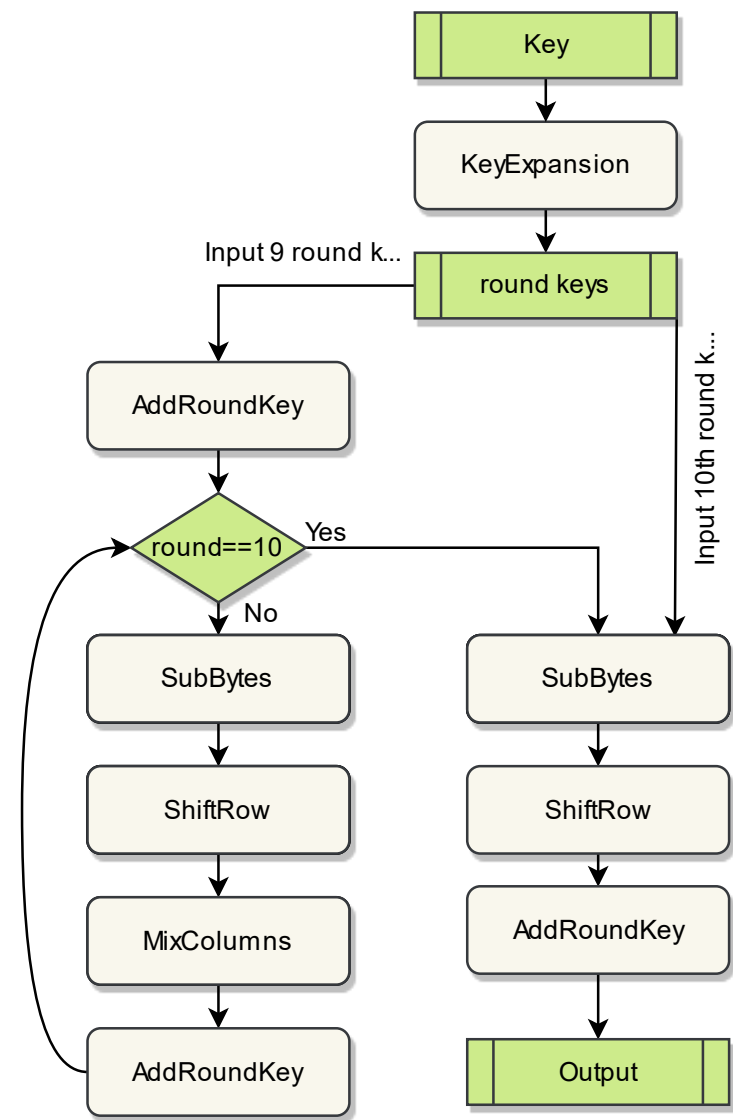 Key
KeyExpansion
Input 9 round k...
round keys
Input 10th round k...
AddRoundKey
round==10
Yes
No
SubBytes
SubBytes
ShiftRow
ShiftRow
MixColumns
AddRoundKey
AddRoundKey
Output